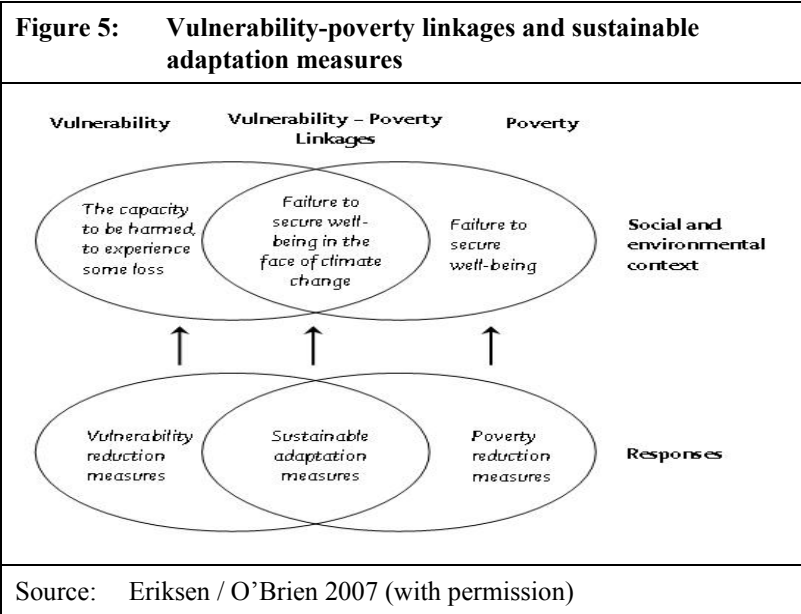 Figure 5: Vulnerability-poverty linkages and sustainable
adaptation measures
Vulnerability
Vulnerability – Poverty
Linkages
Poverty
The capacity
to be harmed,
to experience
some loss
Failure to
secure well-
being in the
face of climate
change
Failure to
secure
well-being
Social and
environmental
context
Vulnerability
reduction
measures
Sustainable
adaptation
measures
Poverty
reduction
measures
Responses
Source: Eriksen / O’Brien 2007 (with permission)